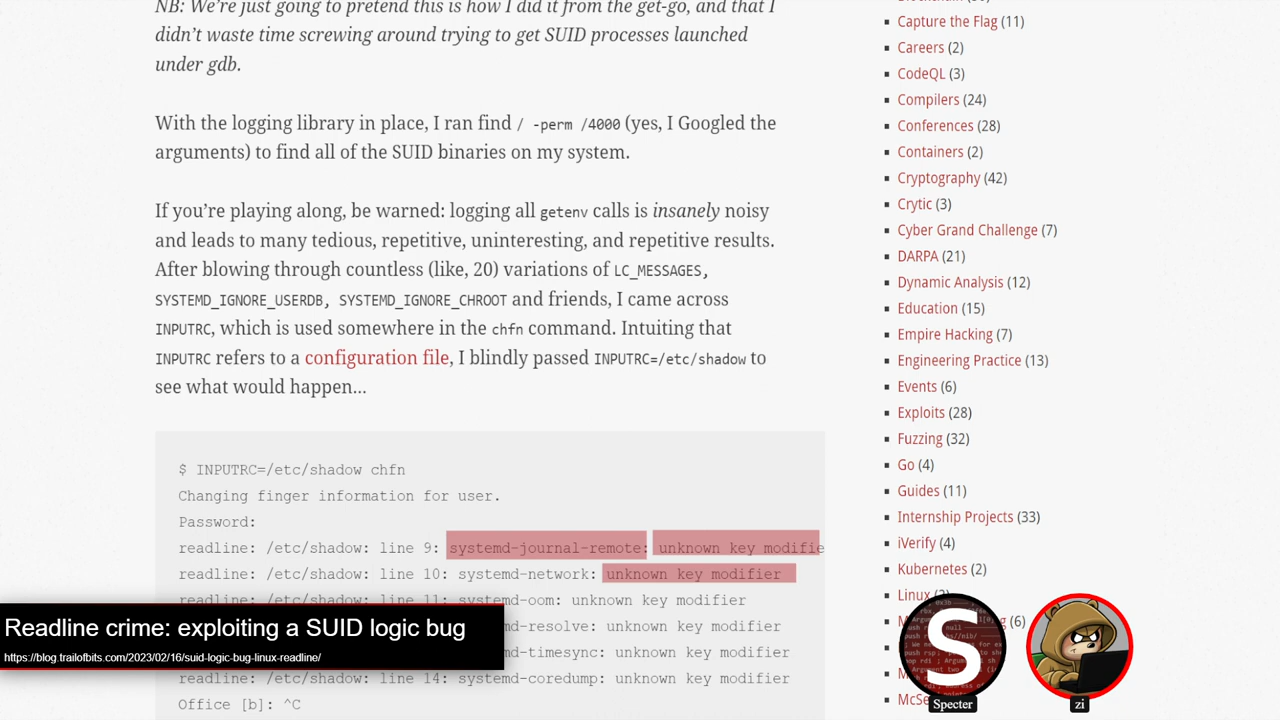 NB: We're just going to pretend this is how I did it from the get-go, and that I
didn't waste time screwing around trying to get SUID processes launched
under gdb.
With the logging library in place, I ran find / -perm /4000 (yes, I Googled the
arguments) to find all of the SUID binaries on my system.
If you're playing along, be warned: logging all getenv calls is insanely noisy
and leads to many tedious, repetitive, uninteresting, and repetitive results.
After blowing through countless (like, 20) variations of LC_MESSAGES,
SYSTEMD_IGNORE_USERDB, SYSTEMD_IGNORE_CHROOT and friends, I came across
INPUTRC, which is used somewhere in the chfn command. Intuiting that
INPUTRC refers to a configuration file, I blindly passed INPUTRC=/etc/shadow to
see what would happen…
$ INPUTRC=/etc/shadow chfn
Changing finger information for user.
Password:
readline: /etc/shadow: line 9: systemd-journal-remote: unknown key modifie
readline: /etc/shadow: line 10: systemd-network: unknown key modifier
readline: /etc/shadow: line 11: systemd-oom: unknown key modifier
md-resolve: unknown key modifier
md-timesync: unknown key modifier
readline: /etc/shadow: line 14: systemd-coredump: unknown key modifier
Office [b]: ^C
Capture the Flag (11)
Careers (2)
CodeQL (3)
Compilers (24)
Conferences (28)
Containers (2)
Cryptography (42)
Crytic (3)
Cyber Grand Challenge (7)
DARPA (21)
Dynamic Analysis (12)
Education (15)
Empire Hacking (7)
Engineering Practice (13)
Events (6)
Exploits (28)
Fuzzing (32)
Go (4)
Guides (11)
Internship Projects (33)
iVerify (4)
Kubernetes (2)
Linux
(6)
McSe
Readline crime: exploiting a SUID logic bug
https://blog.trailofbits.com/2023/02/16/suid-logic-bug-linux-readline/
S
Specter
zi